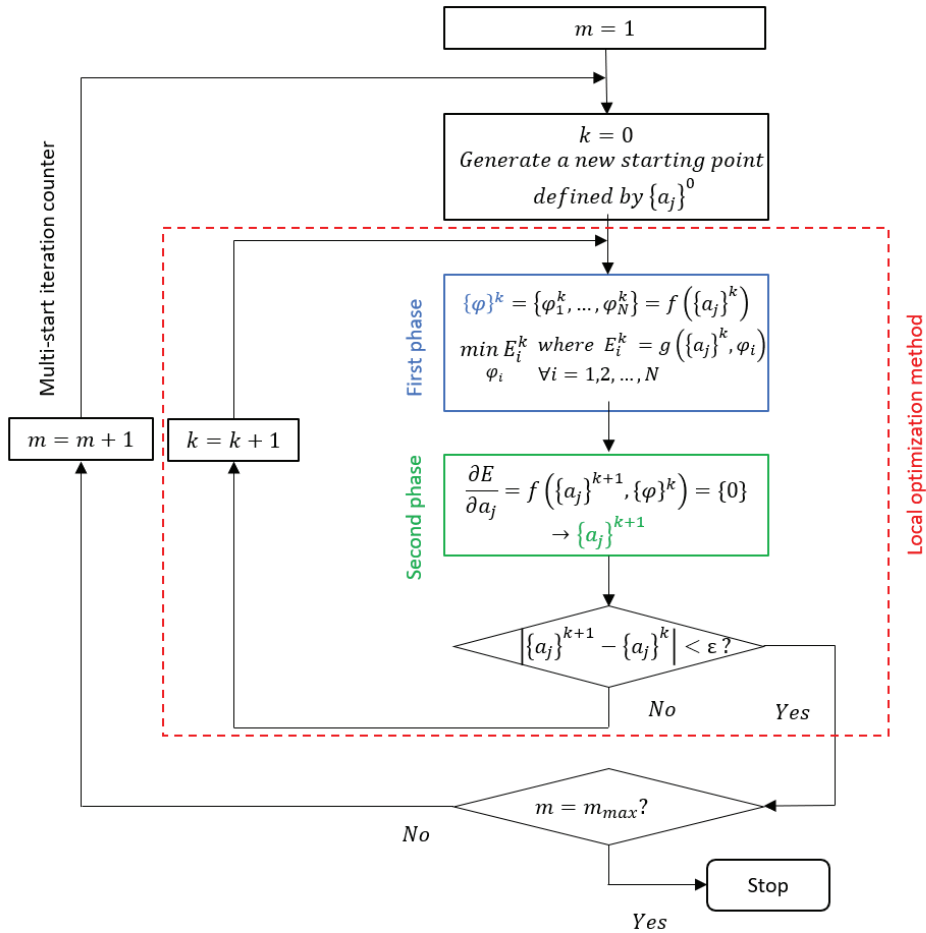 m = 1
k = 0
Generate a new starting point
defined by {a_j}^0
Multi-start iteration counter
First phase
{φ}^k = {φ_1^k, …, φ_N^k} = f({a_j}^k)
min E_i^k where E_i^k = g({a_j}^k, φ_i)
φ_i ∀i = 1,2, …, N
Local optimization method
m = m + 1
k = k + 1
Second phase
∂E/∂a_j = f({a_j}^{k+1}, {φ}^k) = {0}
→ {a_j}^{k+1}
|{a_j}^{k+1} − {a_j}^k| < ε ?
No
Yes
m = m_max?
No
Stop
Yes